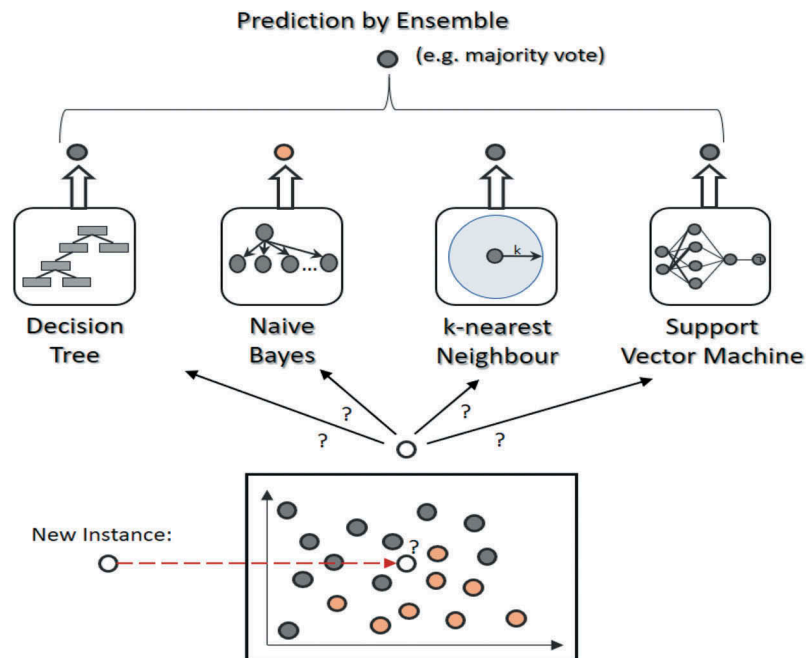 Prediction by Ensemble
(e.g. majority vote)
k
...
Decision
Tree
Naive
Bayes
k-nearest
Neighbour
Support
Vector Machine
?
?
?
?
New Instance:
?